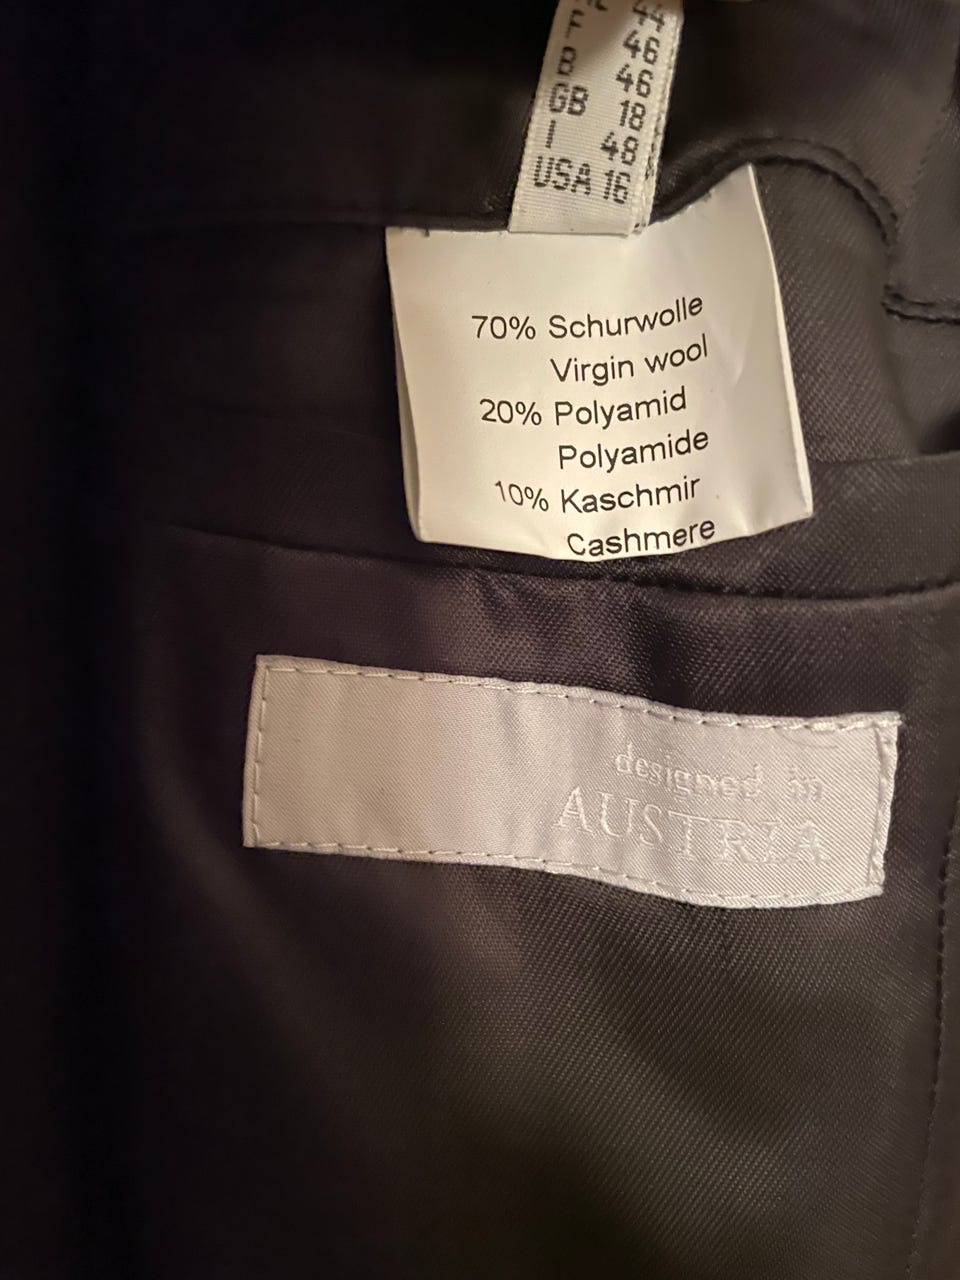 44
F 46
B 46
GB 18
I 48
USA 16
70% Schurwolle
Virgin wool
20% Polyamid
Polyamide
10% Kaschmir
Cashmere
designed in
AUSTRIA